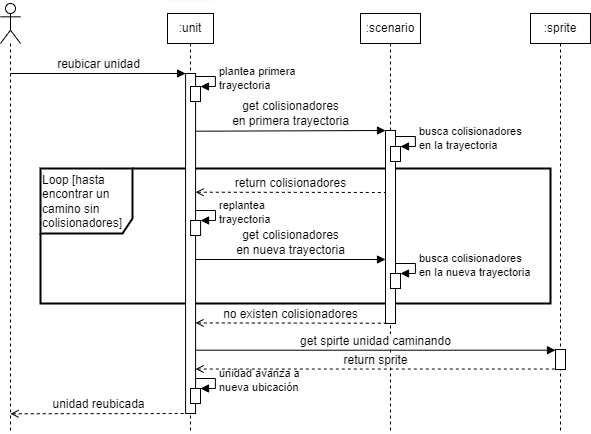 :unit
:scenario
:sprite
reubicar unidad
plantea primera
trayectoria
get colisionadores
en primera trayectoria
busca colisionadores
en la trayectoria
Loop [hasta
encontrar un
camino sin
colisionadores]
return colisionadores
replantea
trayectoria
get colisionadores
en nueva trayectoria
busca colisionadores
en la nueva trayectoria
no existen colisionadores
get spirte unidad caminando
return sprite
unidad avanza a
nueva ubicación
unidad reubicada